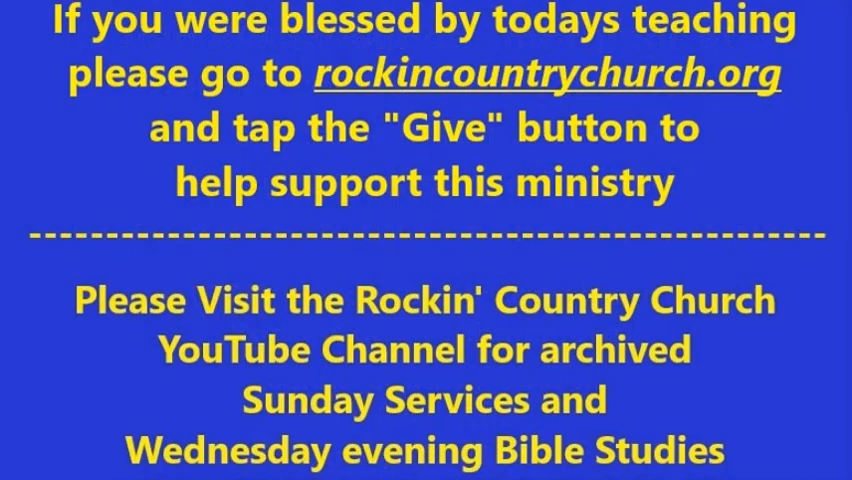 If you were blessed by todays teaching
please go to rockincountrychurch.org
and tap the "Give" button to
help support this ministry
-----------------------------------------------------
Please Visit the Rockin' Country Church
YouTube Channel for archived
Sunday Services and
Wednesday evening Bible Studies